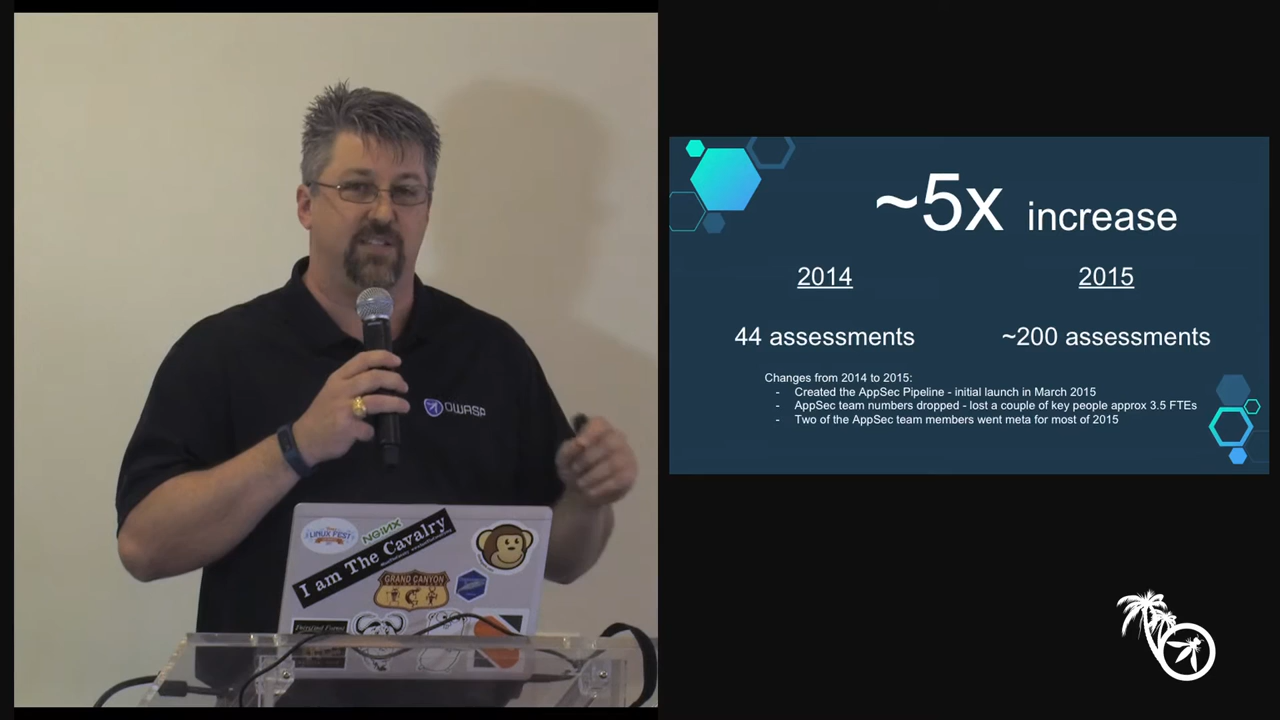 ~5x increase
2014
2015
44 assessments
~200 assessments
Changes from 2014 to 2015:
- Created the AppSec Pipeline - initial launch in March 2015
- AppSec team numbers dropped - lost a couple of key people approx 3.5 FTEs
- Two of the AppSec team members went meta for most of 2015
OWASP
LINUX FEST
NGINX
I am The Cavalry
GRAND CANYON